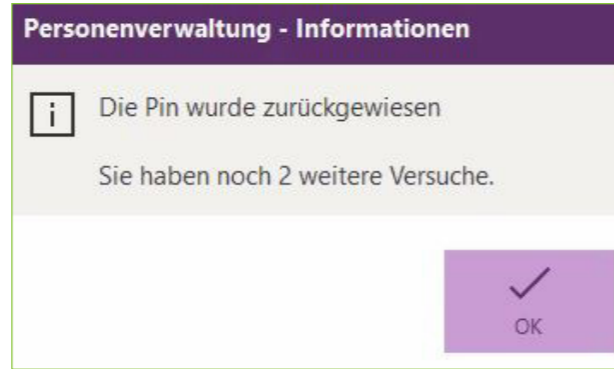 Personenverwaltung - Informationen
i
Die Pin wurde zurückgewiesen
Sie haben noch 2 weitere Versuche.
OK